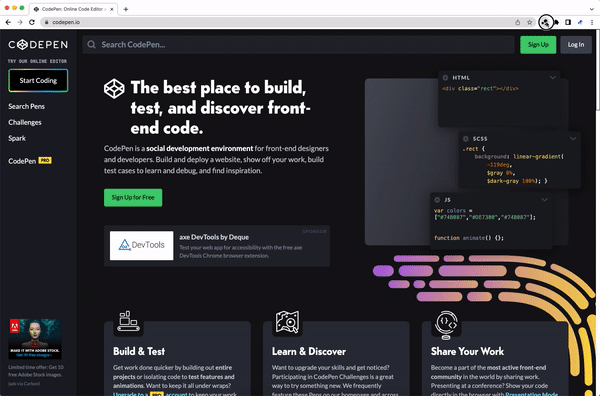 CodePen: Online Code Editor a
codepen.io
CODEPEN
TRY OUR ONLINE EDITOR
Start Coding
Search Pens
Challenges
Spark
CodePen PRO
Search CodePen...
Sign Up
Log In
The best place to build,
test, and discover front-
end code.
CodePen is a social development environment for front-end designers
and developers. Build and deploy a website, show off your work, build
test cases to learn and debug, and find inspiration.
Sign Up for Free
SPONSOR
DevTools
axe DevTools by Deque
Test your web app for accessibility with the free axe
DevTools Chrome browser extension.
HTML
<div class="rect"></div>
SCSS
.rect {
background: linear-gradient(
-119deg,
$gray 0%,
$dark-gray 100%); }
JS
var colors =
["#74B087","#DE7300","#74B087"];
function animate() {};
Adobe
MAKE IT WITH ADOBE STOCK.
Get 10 free images
Limited time offer: Get 10
free Adobe Stock images.
ads via Carbon
Build & Test
Get work done quicker by building out entire
projects or isolating code to test features and
animations. Want to keep it all under wraps?
Upgrade to a PRO account to keep your work
Learn & Discover
Want to upgrade your skills and get noticed?
Participating in CodePen Challenges is a great
way to try something new. We frequently
feature these Pens on our homepage and across
Share Your Work
Become a part of the most active front-end
community in the world by sharing work.
Presenting at a conference? Show your code
directly in the browser with Presentation Mode